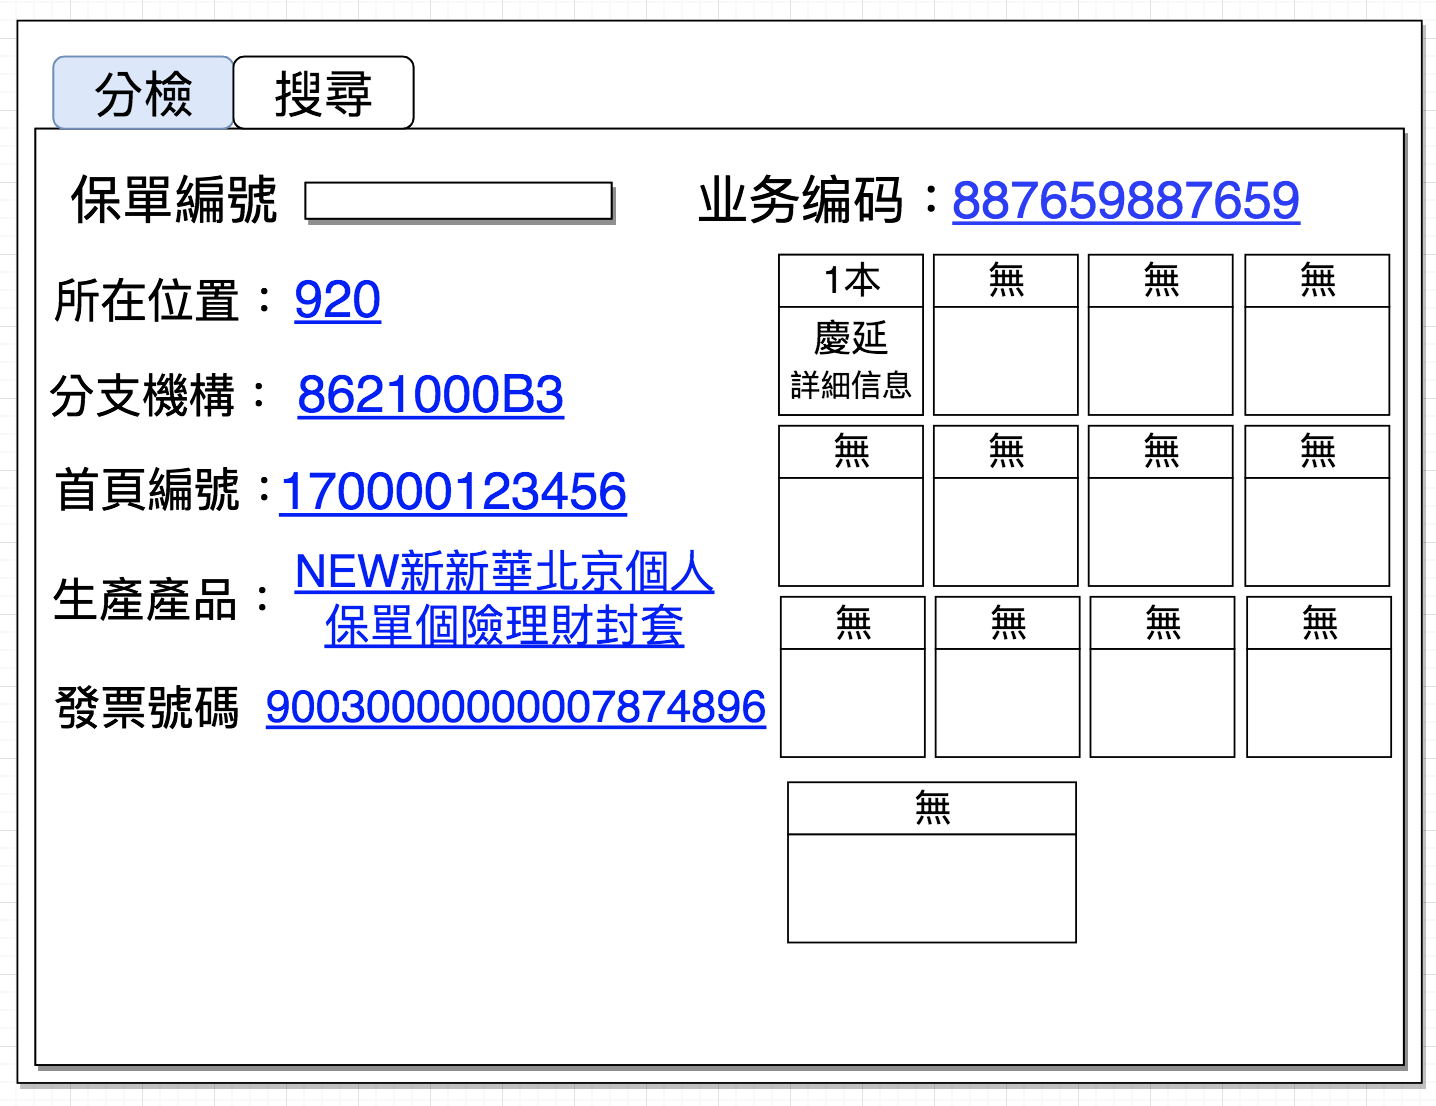 分檢
搜尋
保單編號
业务编码：887659887659
所在位置：920
分支機構：8621000B3
首頁編號：170000123456
生產產品：NEW新新華北京個人
保單個險理財封套
發票號碼 90030000000007874896
1本
無
無
無
慶延
詳細信息
無
無
無
無
無
無
無
無
無